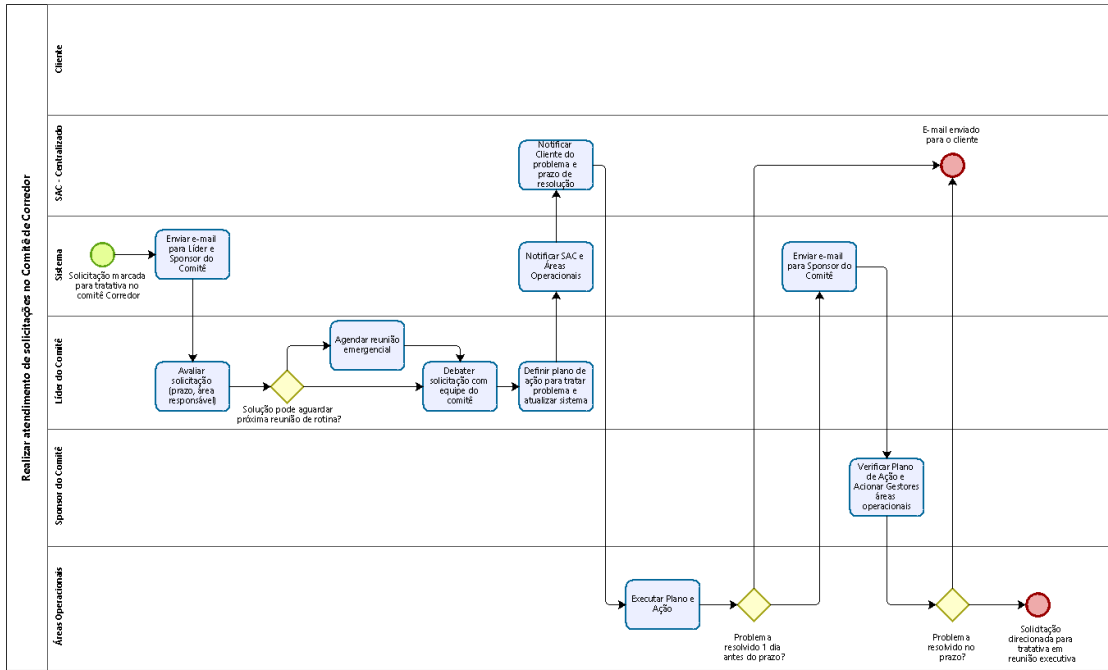 Realizar atendimento de solicitações no Comitê de Corredor
Cliente
SAC - Centralizado
Notificar
Cliente do
problema e
prazo de
resolução
E-mail enviado
para o cliente
Sistema
Solicitação marcada
para tratativa no
comitê Corredor
Enviar e-mail
para Líder e
Sponsor do
Comitê
Notificar SAC e
Áreas
Operacionais
Enviar e-mail
para Sponsor do
Comitê
Líder do Comitê
Avaliar
solicitação
(prazo, área
responsável)
Solução pode aguardar
próxima reunião de rotina?
Agendar reunião
emergencial
Debater
solicitação com
equipe do
comitê
Definir plano de
ação para tratar
problema e
atualizar sistema
Sponsor do Comitê
Verificar Plano
de Ação e
Acionar Gestores
áreas
operacionais
Áreas Operacionais
Executar Plano e
Ação
Problema
resolvido 1 dia
antes do prazo?
Problema
resolvido no
prazo?
Solicitação
direcionada para
tratativa em
reunião executiva